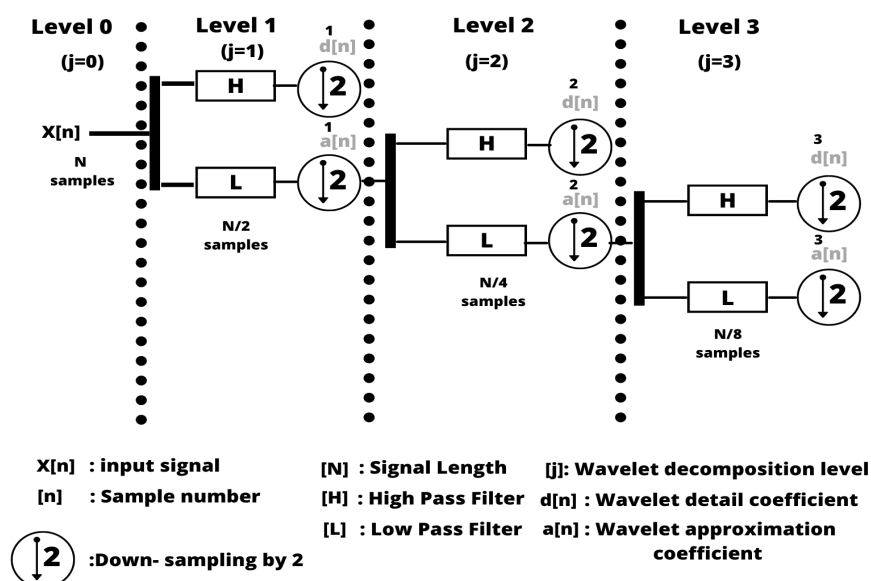 Level 0
(j=0)
Level 1
(j=1)
Level 2
(j=2)
Level 3
(j=3)
X[n]
N
samples
H
1
d[n]
2
L
1
a[n]
2
N/2
samples
H
2
d[n]
2
L
2
a[n]
2
N/4
samples
H
3
d[n]
2
L
3
a[n]
2
N/8
samples
X[n] : input signal
[n] : Sample number
2 :Down- sampling by 2
[N] : Signal Length
[H] : High Pass Filter
[L] : Low Pass Filter
[j]: Wavelet decomposition level
d[n] : Wavelet detail coefficient
a[n] : Wavelet approximation
coefficient